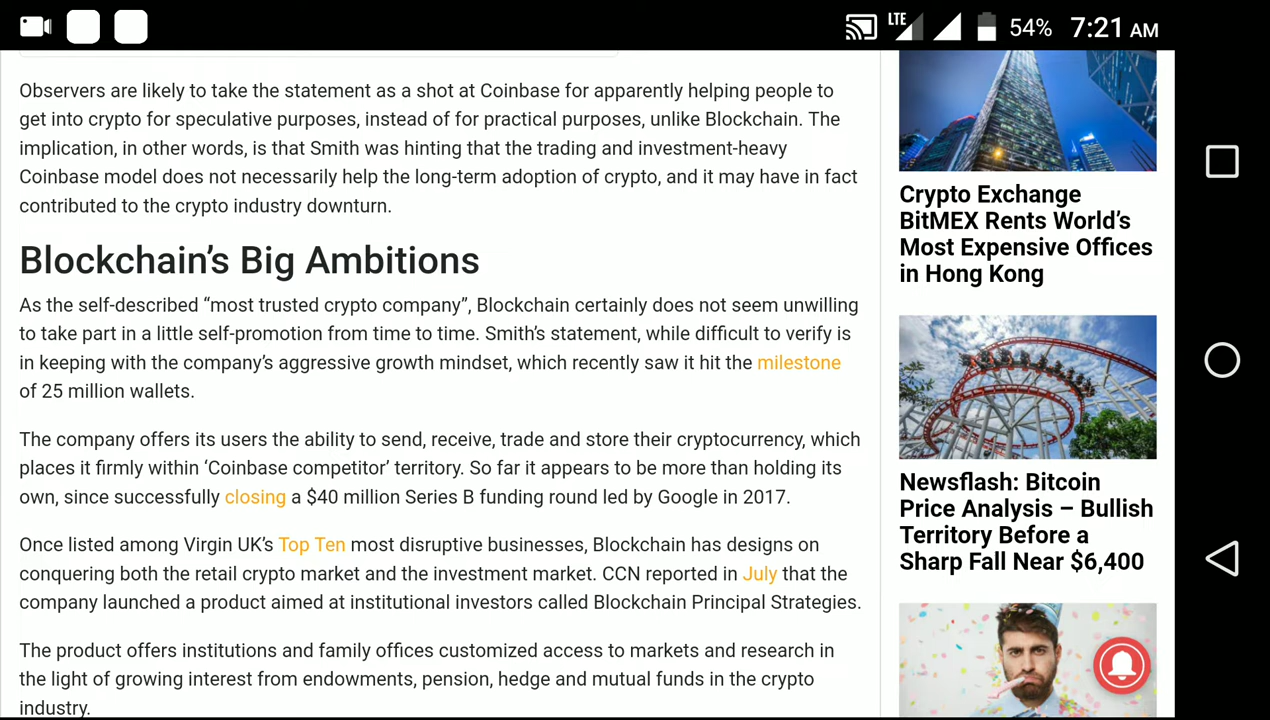 LTE
54% 7:21 AM
Observers are likely to take the statement as a shot at Coinbase for apparently helping people to
get into crypto for speculative purposes, instead of for practical purposes, unlike Blockchain. The
implication, in other words, is that Smith was hinting that the trading and investment-heavy
Coinbase model does not necessarily help the long-term adoption of crypto, and it may have in fact
contributed to the crypto industry downturn.
Blockchain’s Big Ambitions
As the self-described “most trusted crypto company”, Blockchain certainly does not seem unwilling
to take part in a little self-promotion from time to time. Smith’s statement, while difficult to verify is
in keeping with the company’s aggressive growth mindset, which recently saw it hit the milestone
of 25 million wallets.
The company offers its users the ability to send, receive, trade and store their cryptocurrency, which
places it firmly within ‘Coinbase competitor’ territory. So far it appears to be more than holding its
own, since successfully closing a $40 million Series B funding round led by Google in 2017.
Once listed among Virgin UK’s Top Ten most disruptive businesses, Blockchain has designs on
conquering both the retail crypto market and the investment market. CCN reported in July that the
company launched a product aimed at institutional investors called Blockchain Principal Strategies.
The product offers institutions and family offices customized access to markets and research in
the light of growing interest from endowments, pension, hedge and mutual funds in the crypto
industry.
Crypto Exchange
BitMEX Rents World’s
Most Expensive Offices
in Hong Kong
Newsflash: Bitcoin
Price Analysis – Bullish
Territory Before a
Sharp Fall Near $6,400